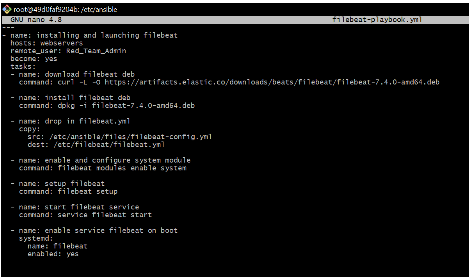 root@49d0faf9204b: /etc/ansible
GNU nano 4.8 filebeat-playbook.yml
---
- name: installing and launching filebeat
  hosts: webservers
  remote_user: Red_Team_Admin
  become: yes
  tasks:
  - name: download filebeat deb
    command: curl -L -O https://artifacts.elastic.co/downloads/beats/filebeat/filebeat-7.4.0-amd64.deb

  - name: install filebeat deb
    command: dpkg -i filebeat-7.4.0-amd64.deb

  - name: drop in filebeat.yml
    copy:
      src: /etc/ansible/files/filebeat-config.yml
      dest: /etc/filebeat/filebeat.yml

  - name: enable and configure system module
    command: filebeat modules enable system

  - name: setup filebeat
    command: filebeat setup

  - name: start filebeat service
    command: service filebeat start

  - name: enable service filebeat on boot
    systemd:
      name: filebeat
      enabled: yes